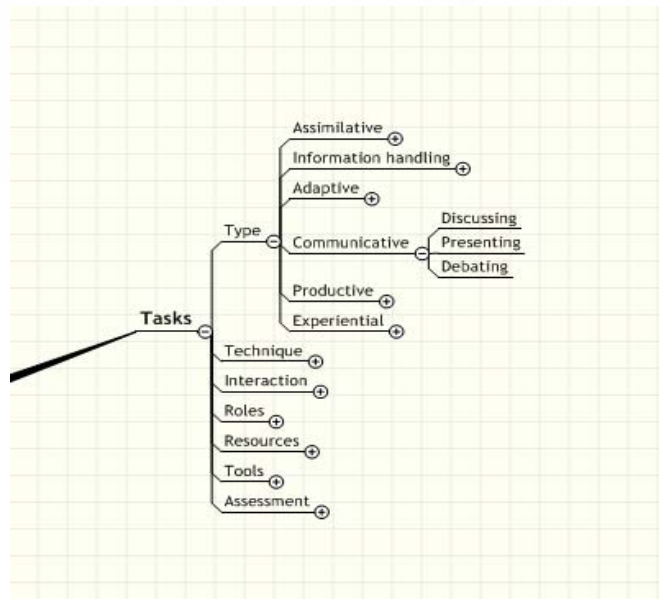 Assimilative
Information handling
Adaptive
Type
Communicative
Discussing
Presenting
Debating
Productive
Experiential
Tasks
Technique
Interaction
Roles
Resources
Tools
Assessment